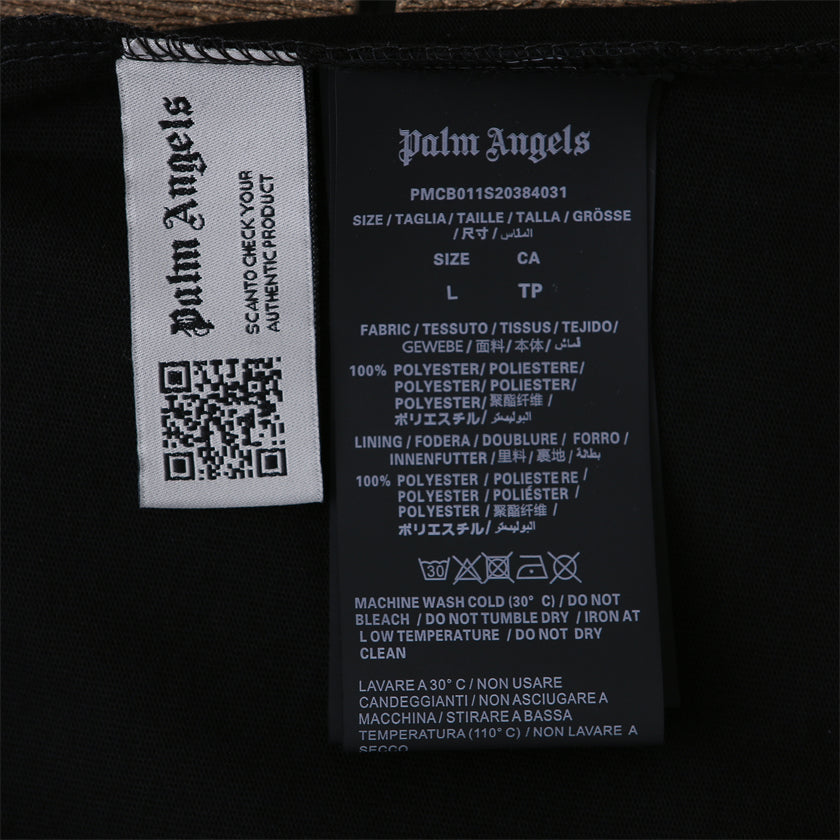 Palm Angels
SCANTO CHECK YOUR
AUTHENTIC PRODUCT
Palm Angels
PMCB011S20384031
SIZE / TAGLIA / TAILLE / TALLA / GRÖSSE
/ 尺寸 / المقاس
SIZE CA
L TP
FABRIC / TESSUTO / TISSUS / TEJIDO/
GEWEBE / 面料 / 本体 / قماش
100% POLYESTER/ POLIESTERE/
POLYESTER/ POLIESTER/
POLYESTER/ 聚酯纤维 /
ポリエスチル/ البوليستر
LINING / FODERA / DOUBLURE / FORRO /
INNENFUTTER / 里料 / 裏地 / بطانة
100% POLYESTER / POLIESTE RE /
POLYESTER / POLIÉSTER /
POLYESTER / 聚酯纤维 /
ポリエスチル/ البوليستر
30
MACHINE WASH COLD (30° C) / DO NOT
BLEACH / DO NOT TUMBLE DRY / IRON AT
L OW TEMPERATURE / DO NOT DRY
CLEAN
LAVARE A 30° C / NON USARE
CANDEGGIANTI / NON ASCIUGARE A
MACCHINA / STIRARE A BASSA
TEMPERATURA (110° C) / NON LAVARE A
SECCO